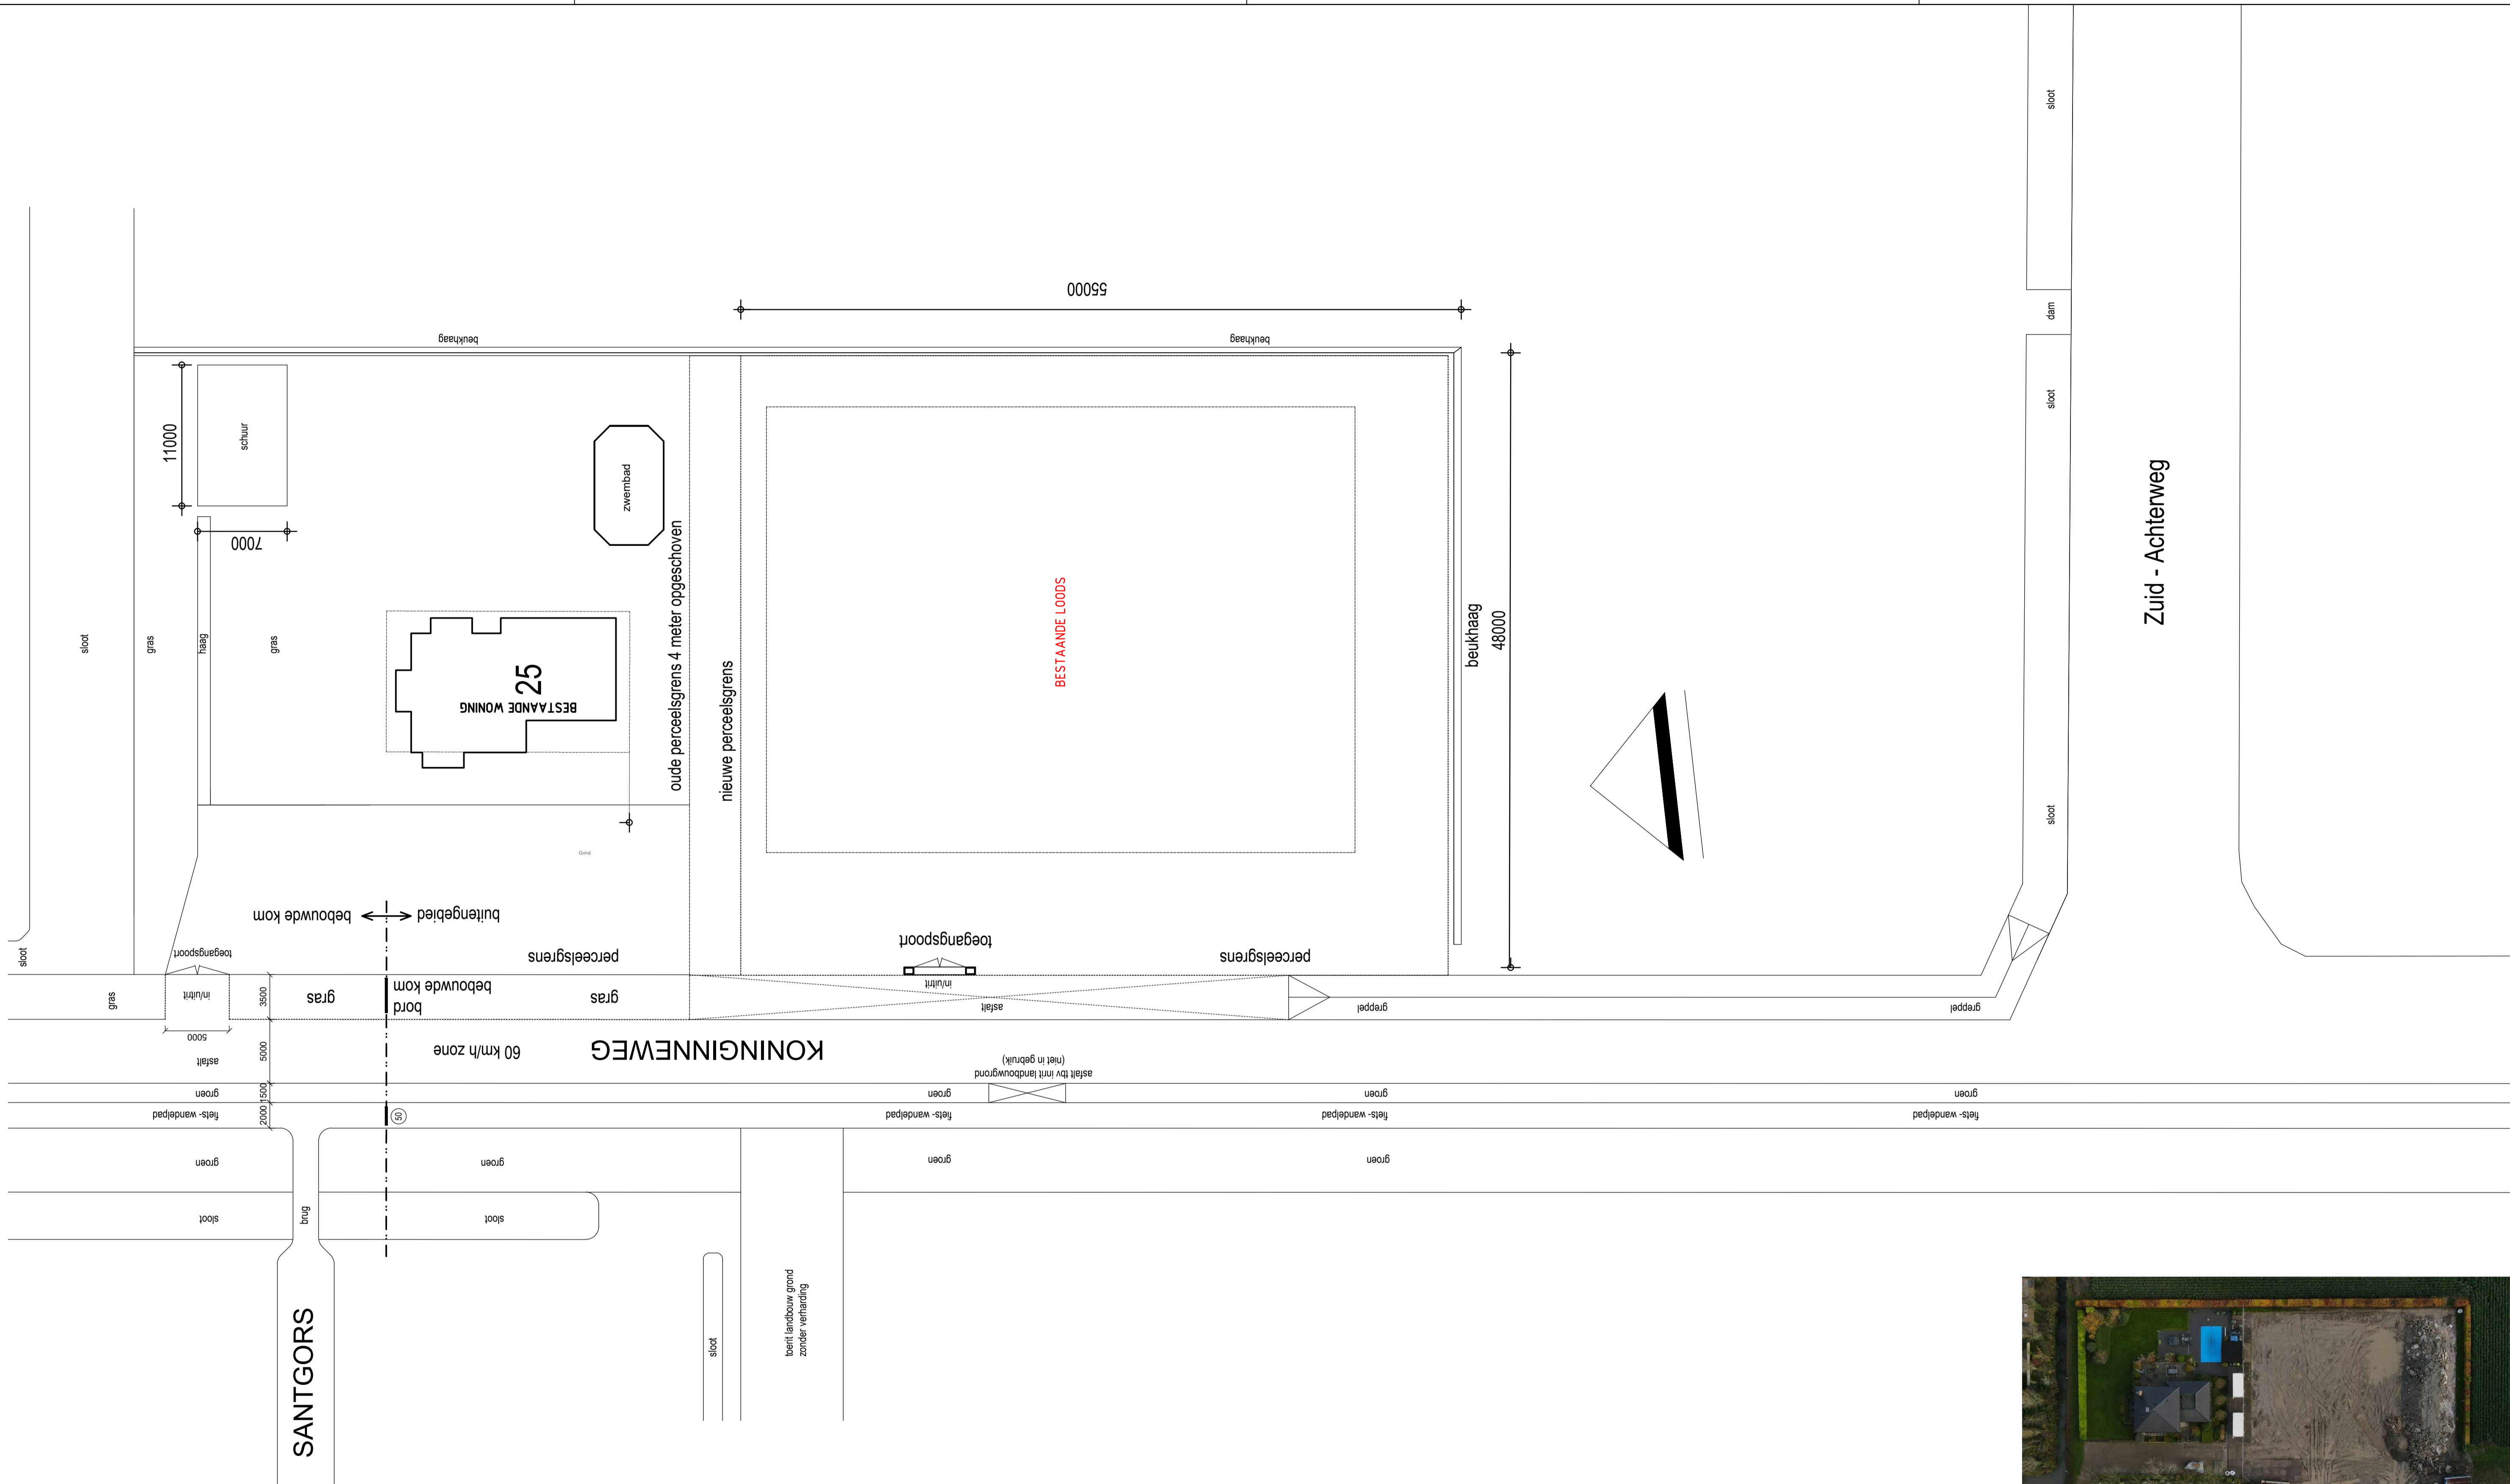 sloot
55000
dam
beukhaag
beukhaag
sloot
11000
schuur
zwembad
Zuid - Achterweg
7000
oude perceelsgrens 4 meter opgeschoven
BESTAANDE LOODS
beukhaag
48000
sloot
gras
haag
gras
25
BESTAANDE WONING
nieuwe perceelsgrens
sloot
Grind
bebouwde kom
buitengebied
sloot
toegangspoort
perceelsgrens
toegangspoort
perceelsgrens
gras
in/uitrit
3500
gras
bord
bebouwde kom
gras
in/uitrit
asfalt
greppel
greppel
5000
asfalt
5000
60 km/h zone
KONINGINNEWEG
asfalt tbv inrit landbouwgrond
(niet in gebruik)
groen
1500
groen
groen
groen
fiets- wandelpad
2000
50
fiets- wandelpad
fiets- wandelpad
fiets- wandelpad
groen
groen
groen
groen
sloot
brug
sloot
SANTGORS
sloot
toerit landbouw grond
zonder verharding